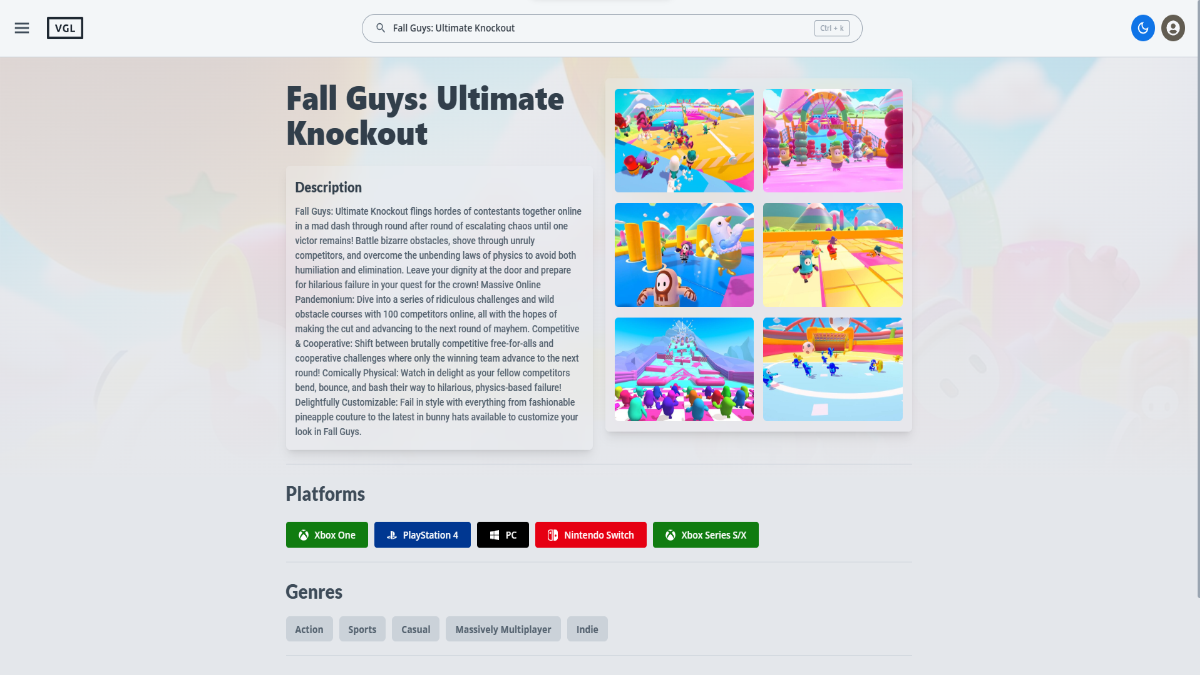 VGL
Fall Guys: Ultimate Knockout
Ctrl + k
Fall Guys: Ultimate
Knockout
Description
Fall Guys: Ultimate Knockout flings hordes of contestants together online
in a mad dash through round after round of escalating chaos until one
victor remains! Battle bizarre obstacles, shove through unruly
competitors, and overcome the unbending laws of physics to avoid both
humiliation and elimination. Leave your dignity at the door and prepare
for hilarious failure in your quest for the crown! Massive Online
Pandemonium: Dive into a series of ridiculous challenges and wild
obstacle courses with 100 competitors online, all with the hopes of
making the cut and advancing to the next round of mayhem. Competitive
& Cooperative: Shift between brutally competitive free-for-alls and
cooperative challenges where only the winning team advance to the next
round! Comically Physical: Watch in delight as your fellow competitors
bend, bounce, and bash their way to hilarious, physics-based failure!
Delightfully Customizable: Fail in style with everything from fashionable
pineapple couture to the latest in bunny hats available to customize your
look in Fall Guys.
Platforms
Xbox One
PlayStation 4
PC
Nintendo Switch
Xbox Series S/X
Genres
Action
Sports
Casual
Massively Multiplayer
Indie